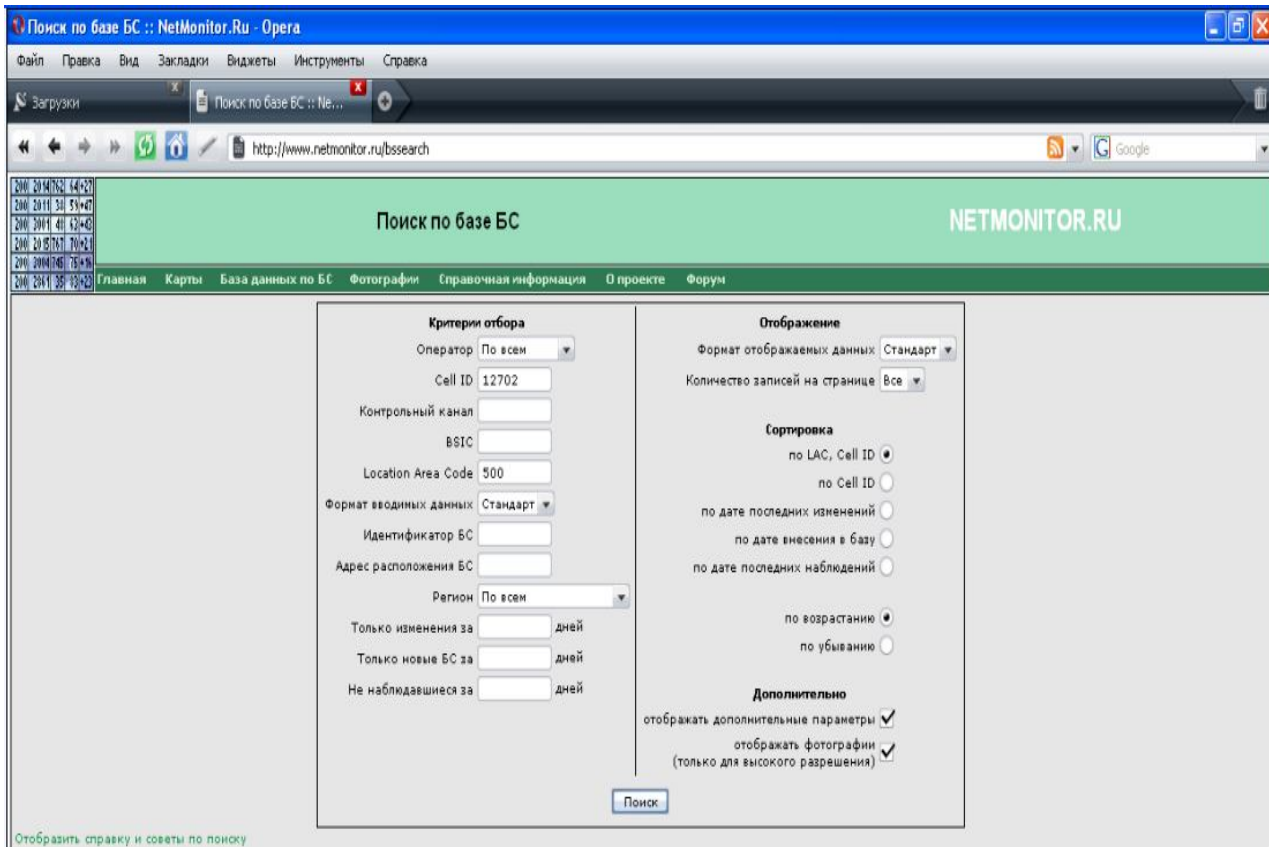 Поиск по базе БС :: NetMonitor.Ru - Opera
Файл Правка Вид Закладки Виджеты Инструменты Справка
Загрузки Поиск по базе БС :: Ne...
http://www.netmonitor.ru/bssearch Google
Поиск по базе БС NETMONITOR.RU
Главная Карты База данных по БС Фотографии Справочная информация О проекте Форум
Критерии отбора
Оператор По всем
Cell ID 12702
Контрольный канал
BSIC
Location Area Code 500
Формат вводимых данных Стандарт
Идентификатор БС
Адрес расположения БС
Регион По всем
Только изменения за дней
Только новые БС за дней
Не наблюдавшиеся за дней
Отображение
Формат отображаемых данных Стандарт
Количество записей на странице Все
Сортировка
по LAC, Cell ID
по Cell ID
по дате последних изменений
по дате внесения в базу
по дате последних наблюдений
по возрастанию
по убыванию
Дополнительно
отображать дополнительные параметры
отображать фотографии
(только для высокого разрешения)
Поиск
Отобразить справку и советы по поиску